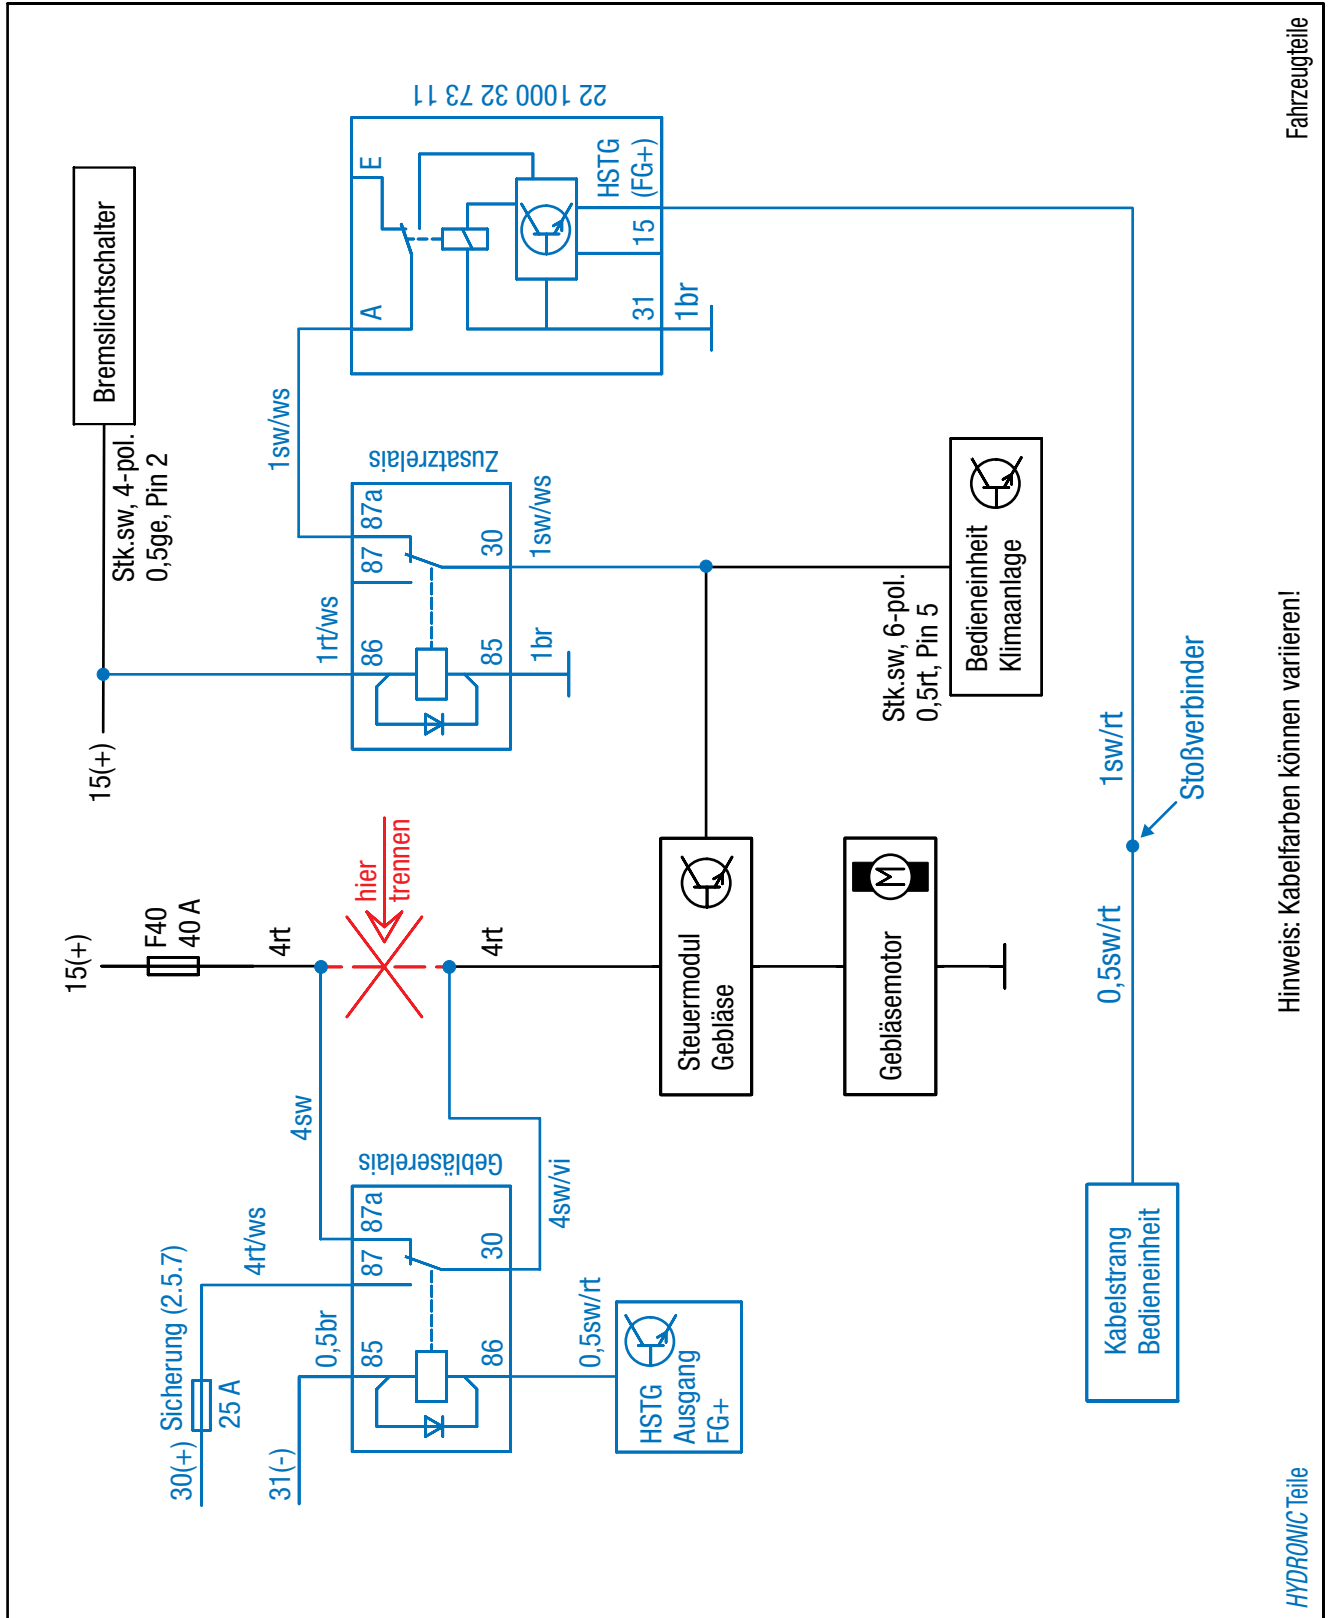 30(+)
Sicherung (2.5.7)
25 A
4rt/ws
31(-)
0,5br
85
87
87a
86
30
Gebläserelais
4sw
4sw/vi
0,5sw/rt
HSTG
Ausgang
FG+
15(+)
F40
40 A
4rt
hier
trennen
4rt
Steuermodul
Gebläse
Gebläsemotor
M
15(+)
Bremslichtschalter
Stk.sw, 4-pol.
0,5ge, Pin 2
1rt/ws
86
87
87a
85
30
Zusatzrelais
1br
1sw/ws
1sw/ws
Stk.sw, 6-pol.
0,5rt, Pin 5
Bedieneinheit
Klimaanlage
22 1000 32 73 11
A
E
31
15
HSTG
(FG+)
1br
Kabelstrang
Bedieneinheit
0,5sw/rt
1sw/rt
Stoßverbinder
Hinweis: Kabelfarben können variieren!
HYDRONIC Teile
Fahrzeugteile